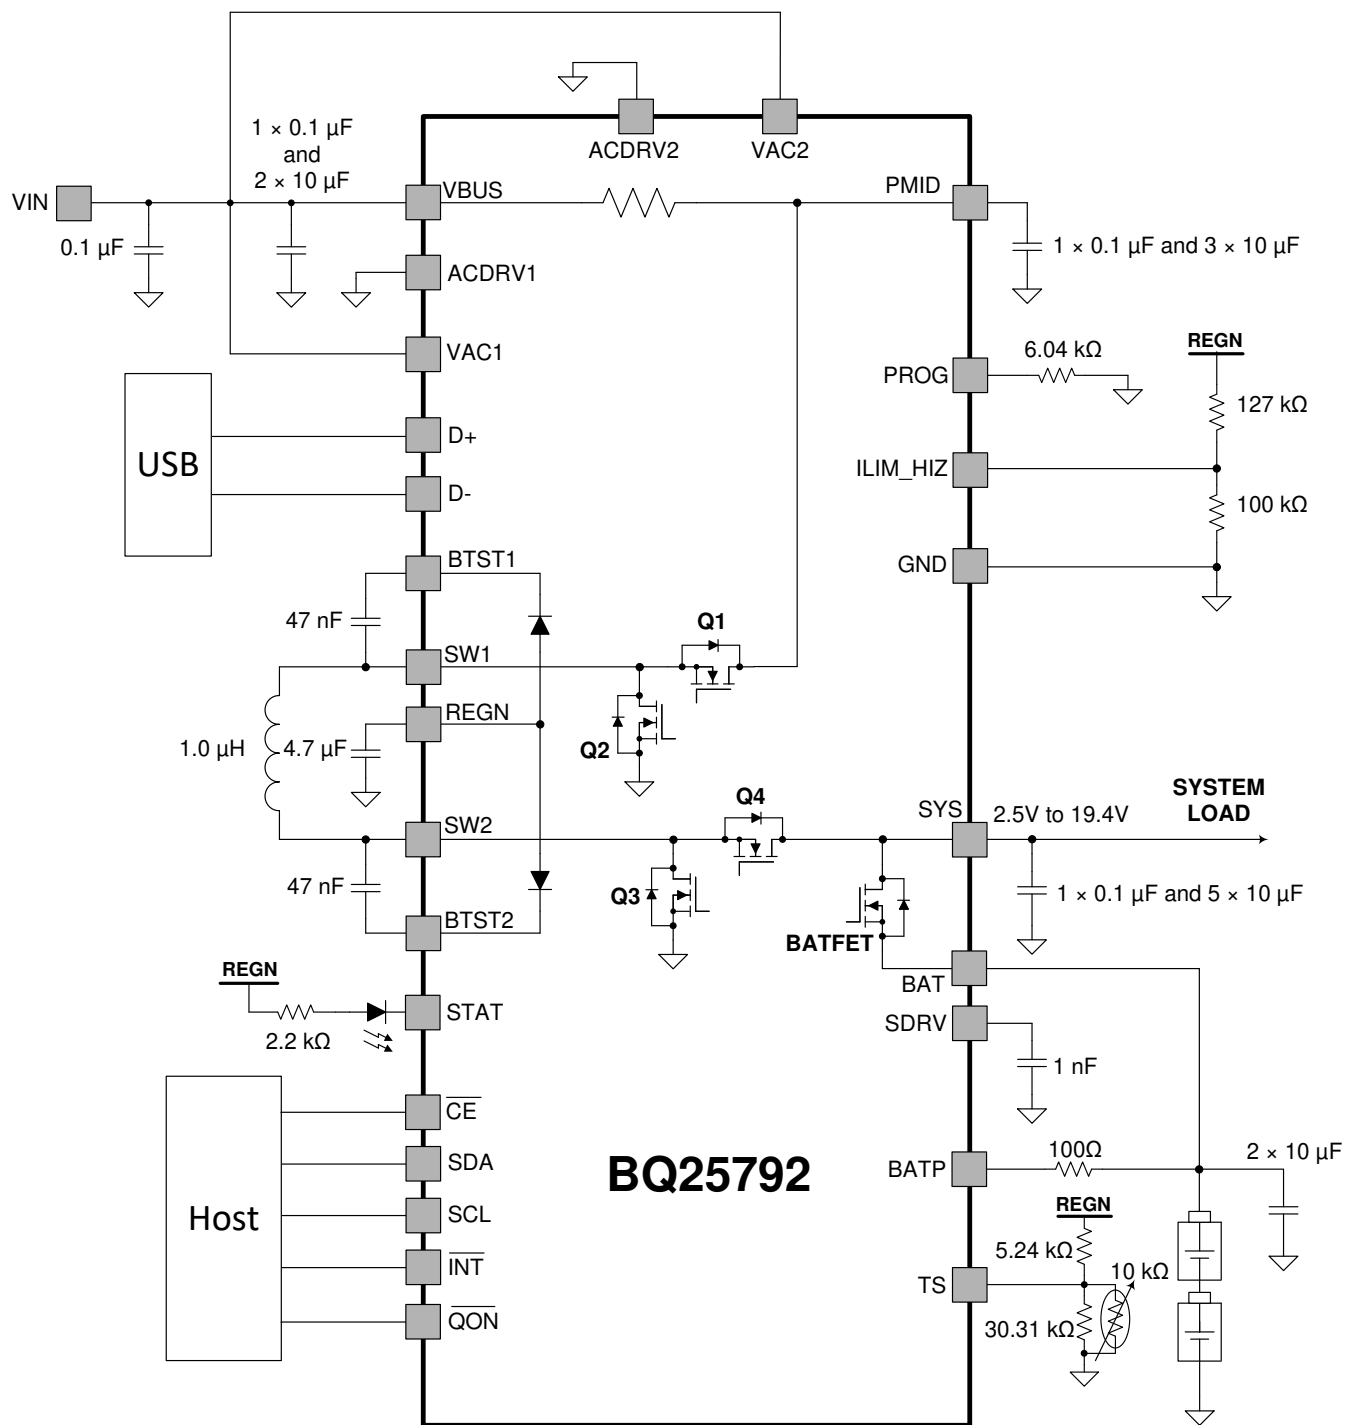 1 × 0.1 µF
and
2 × 10 µF
ACDRV2
VAC2
VIN
VBUS
PMID
0.1 µF
1 × 0.1 µF and 3 × 10 µF
ACDRV1
VAC1
PROG
6.04 kΩ
REGN
127 kΩ
USB
D+
D-
ILIM_HIZ
100 kΩ
GND
BTST1
47 nF
Q1
SW1
REGN
Q2
1.0 µH
4.7 µF
Q4
SW2
SYS
2.5V to 19.4V
SYSTEM
LOAD
47 nF
Q3
1 × 0.1 µF and 5 × 10 µF
BTST2
BATFET
BAT
REGN
STAT
2.2 kΩ
SDRV
1 nF
Host
CE
SDA
SCL
INT
QON
BQ25792
BATP
100Ω
2 × 10 µF
REGN
5.24 kΩ
TS
10 kΩ
30.31 kΩ